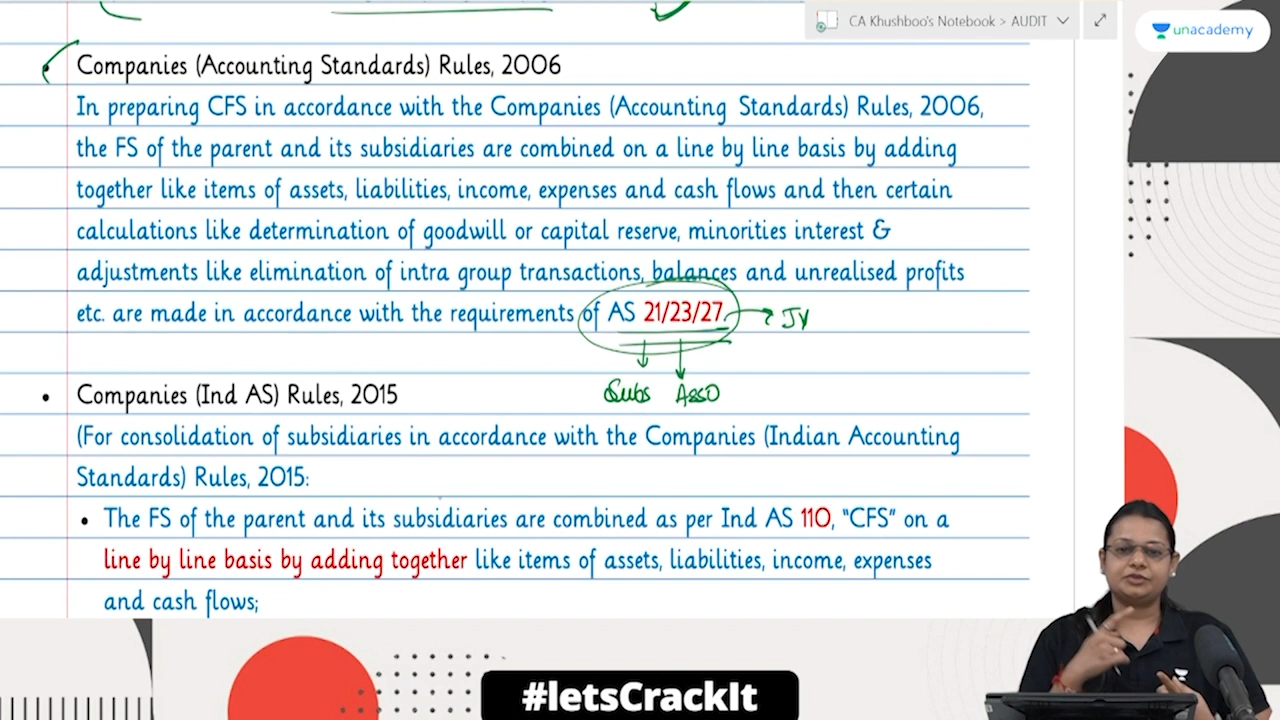 CA Khushboo's Notebook > AUDIT
unacademy
• Companies (Accounting Standards) Rules, 2006
In preparing CFS in accordance with the Companies (Accounting Standards) Rules, 2006,
the FS of the parent and its subsidiaries are combined on a line by line basis by adding
together like items of assets, liabilities, income, expenses and cash flows and then certain
calculations like determination of goodwill or capital reserve, minorities interest &
adjustments like elimination of intra group transactions, balances and unrealised profits
etc. are made in accordance with the requirements of AS 21/23/27 → JV
Subs Asso
• Companies (Ind AS) Rules, 2015
(For consolidation of subsidiaries in accordance with the Companies (Indian Accounting
Standards) Rules, 2015:
• The FS of the parent and its subsidiaries are combined as per Ind AS 110, “CFS” on a
line by line basis by adding together like items of assets, liabilities, income, expenses
and cash flows;
#letsCrackIt